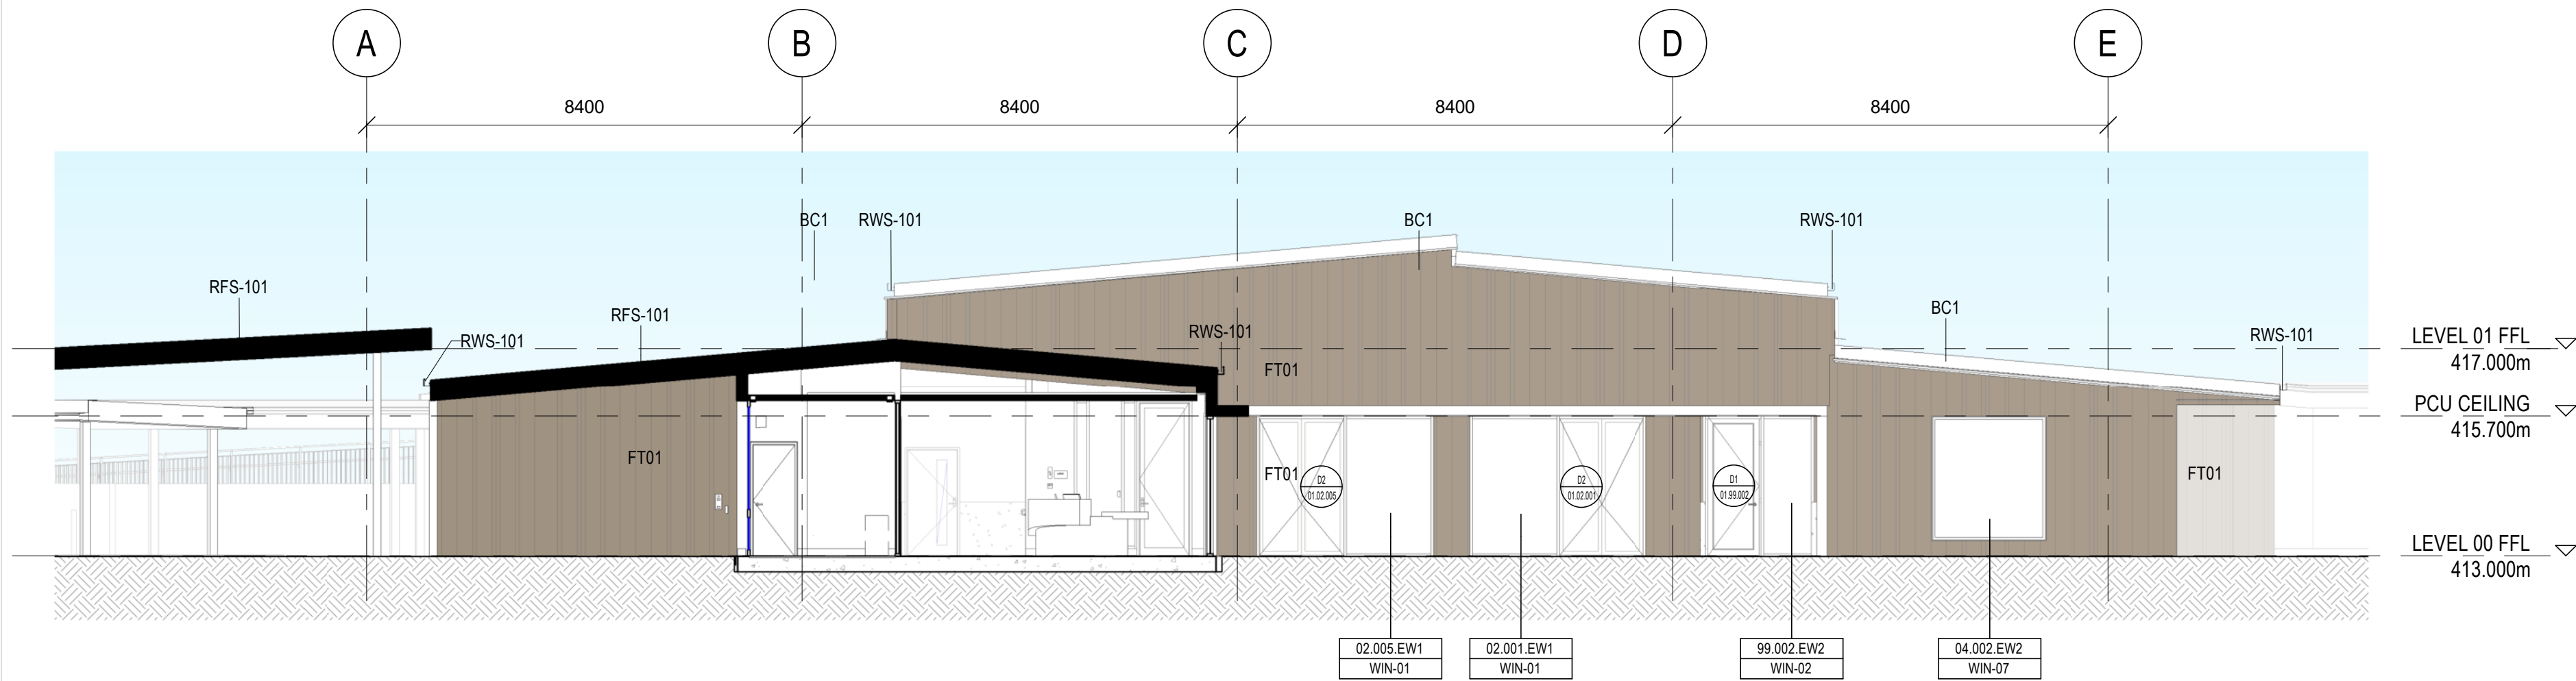 A
B
C
D
E
8400
8400
8400
8400
BC1
RWS-101
BC1
RWS-101
RFS-101
RFS-101
RWS-101
RWS-101
BC1
RWS-101
LEVEL 01 FFL
417.000m
FT01
PCU CEILING
415.700m
FT01
FT01
FT01
D2
01.02.005
D2
01.02.001
D1
01.99.002
LEVEL 00 FFL
413.000m
02.005.EW1
WIN-01
02.001.EW1
WIN-01
99.002.EW2
WIN-02
04.002.EW2
WIN-07